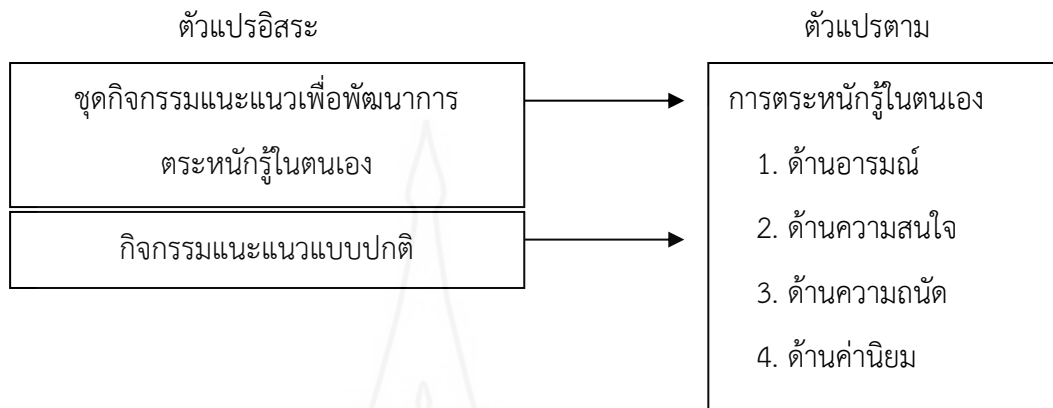 ตัวแปรอิสระ
ตัวแปรตาม
ชุดกิจกรรมแนะแนวเพื่อพัฒนาการ
ตระหนักรู้ในตนเอง
กิจกรรมแนะแนวแบบปกติ
การตระหนักรู้ในตนเอง
1. ด้านอารมณ์
2. ด้านความสนใจ
3. ด้านความถนัด
4. ด้านค่านิยม